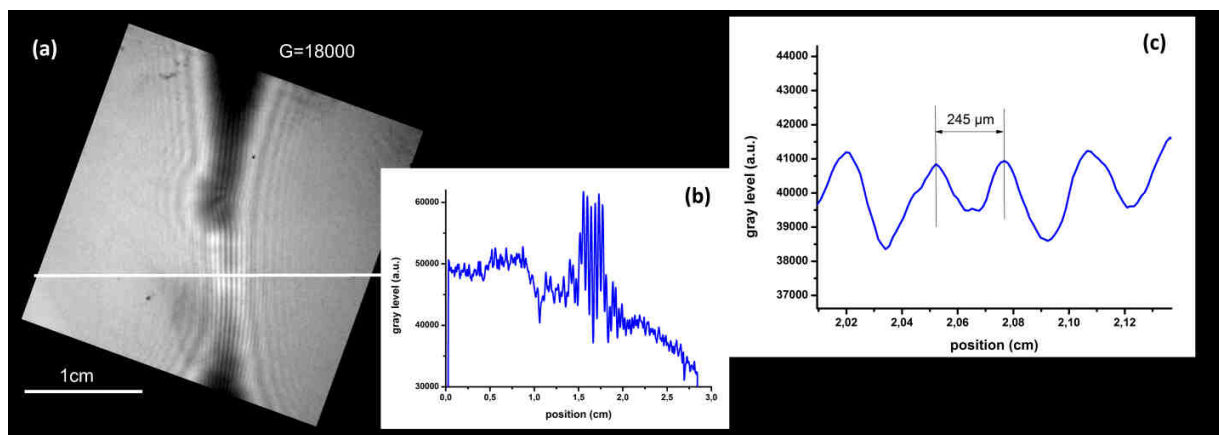 (a)
G=18000
1cm
(b)
60000
50000
40000
30000
gray level (a.u.)
0,0 0,5 1,0 1,5 2,0 2,5 3,0
position (cm)
(c)
44000
43000
42000
41000
40000
39000
38000
37000
gray level (a.u.)
245 µm
2,02 2,04 2,06 2,08 2,10 2,12
position (cm)